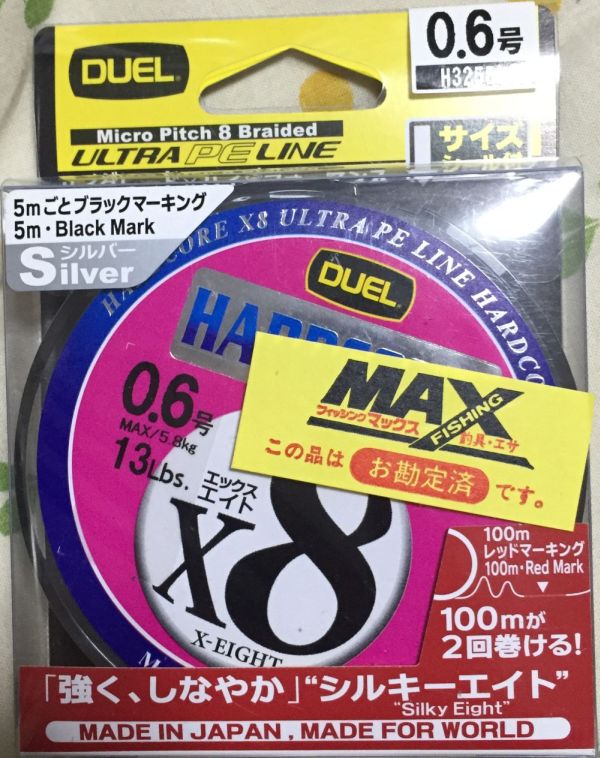 DUEL
0.6号
Micro Pitch 8 Braided
ULTRA PE LINE
サイズ
5mごとブラックマーキング
5m・Black Mark
シルバー
Silver
HARDCORE X8 ULTRA PE LINE HARDCOR
DUEL
0.6号
MAX/5.8kg
13Lbs.
エックス
エイト
X8
X-EIGHT
MAX
FISHING
フィッシングマックス
釣具・エサ
この品は お勘定済 です。
100m
レッドマーキング
100m・Red Mark
100mが
2回巻ける!
「強く、しなやか」“シルキーエイト”
“Silky Eight”
MADE IN JAPAN , MADE FOR WORLD